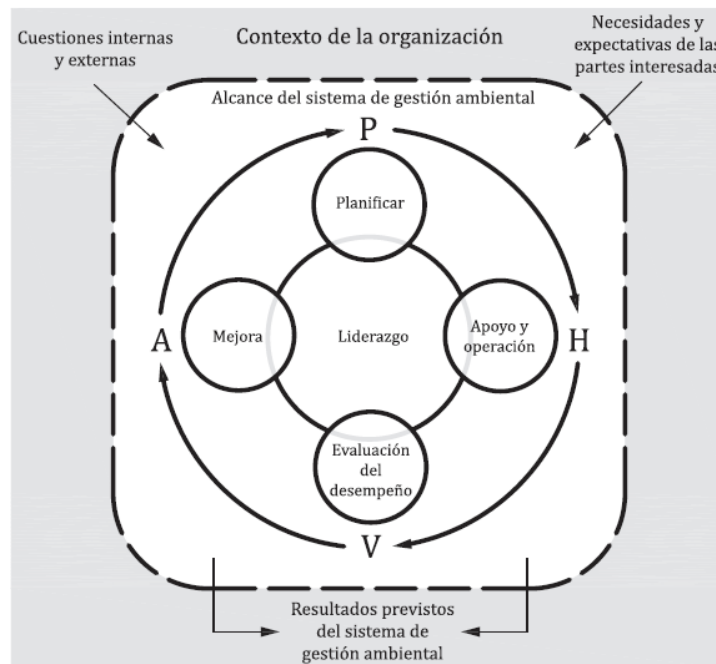 Cuestiones internas
y externas
Contexto de la organización
Necesidades y
expectativas de las
partes interesadas
Alcance del sistema de gestión ambiental
P
Planificar
A
Mejora
Liderazgo
Apoyo y
operación
H
Evaluación
del
desempeño
V
Resultados previstos
del sistema de
gestión ambiental